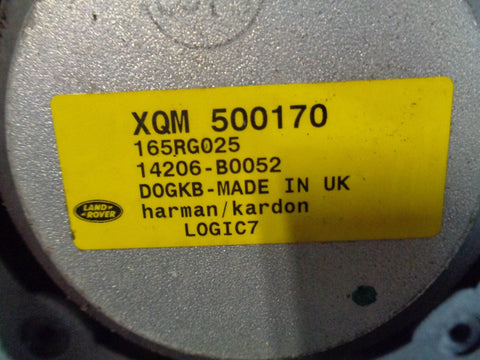 XQM 500170
165RG025
14206-B0052
DOGKB-MADE IN UK
harman/kardon
LOGIC7
LAND
ROVER